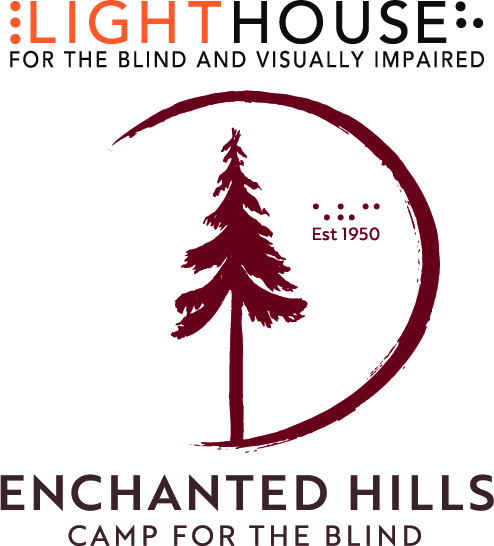 LIGHTHOUSE
FOR THE BLIND AND VISUALLY IMPAIRED
Est 1950
ENCHANTED HILLS
CAMP FOR THE BLIND